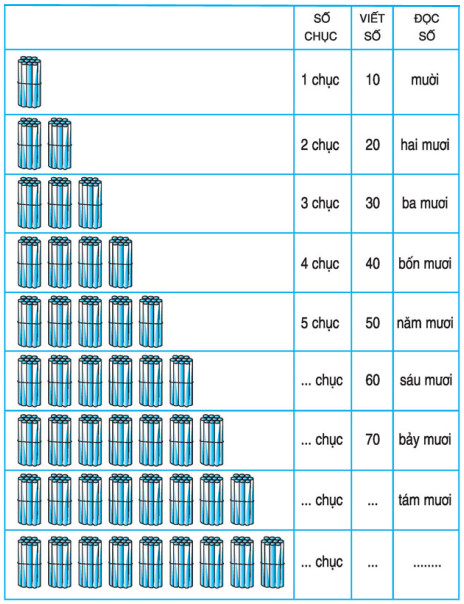 SỐ CHỤC VIẾT SỐ ĐỌC SỐ
1 chục 10 mười
2 chục 20 hai mươi
3 chục 30 ba mươi
4 chục 40 bốn mươi
5 chục 50 năm mươi
... chục 60 sáu mươi
... chục 70 bảy mươi
... chục ... tám mươi
... chục ... ........